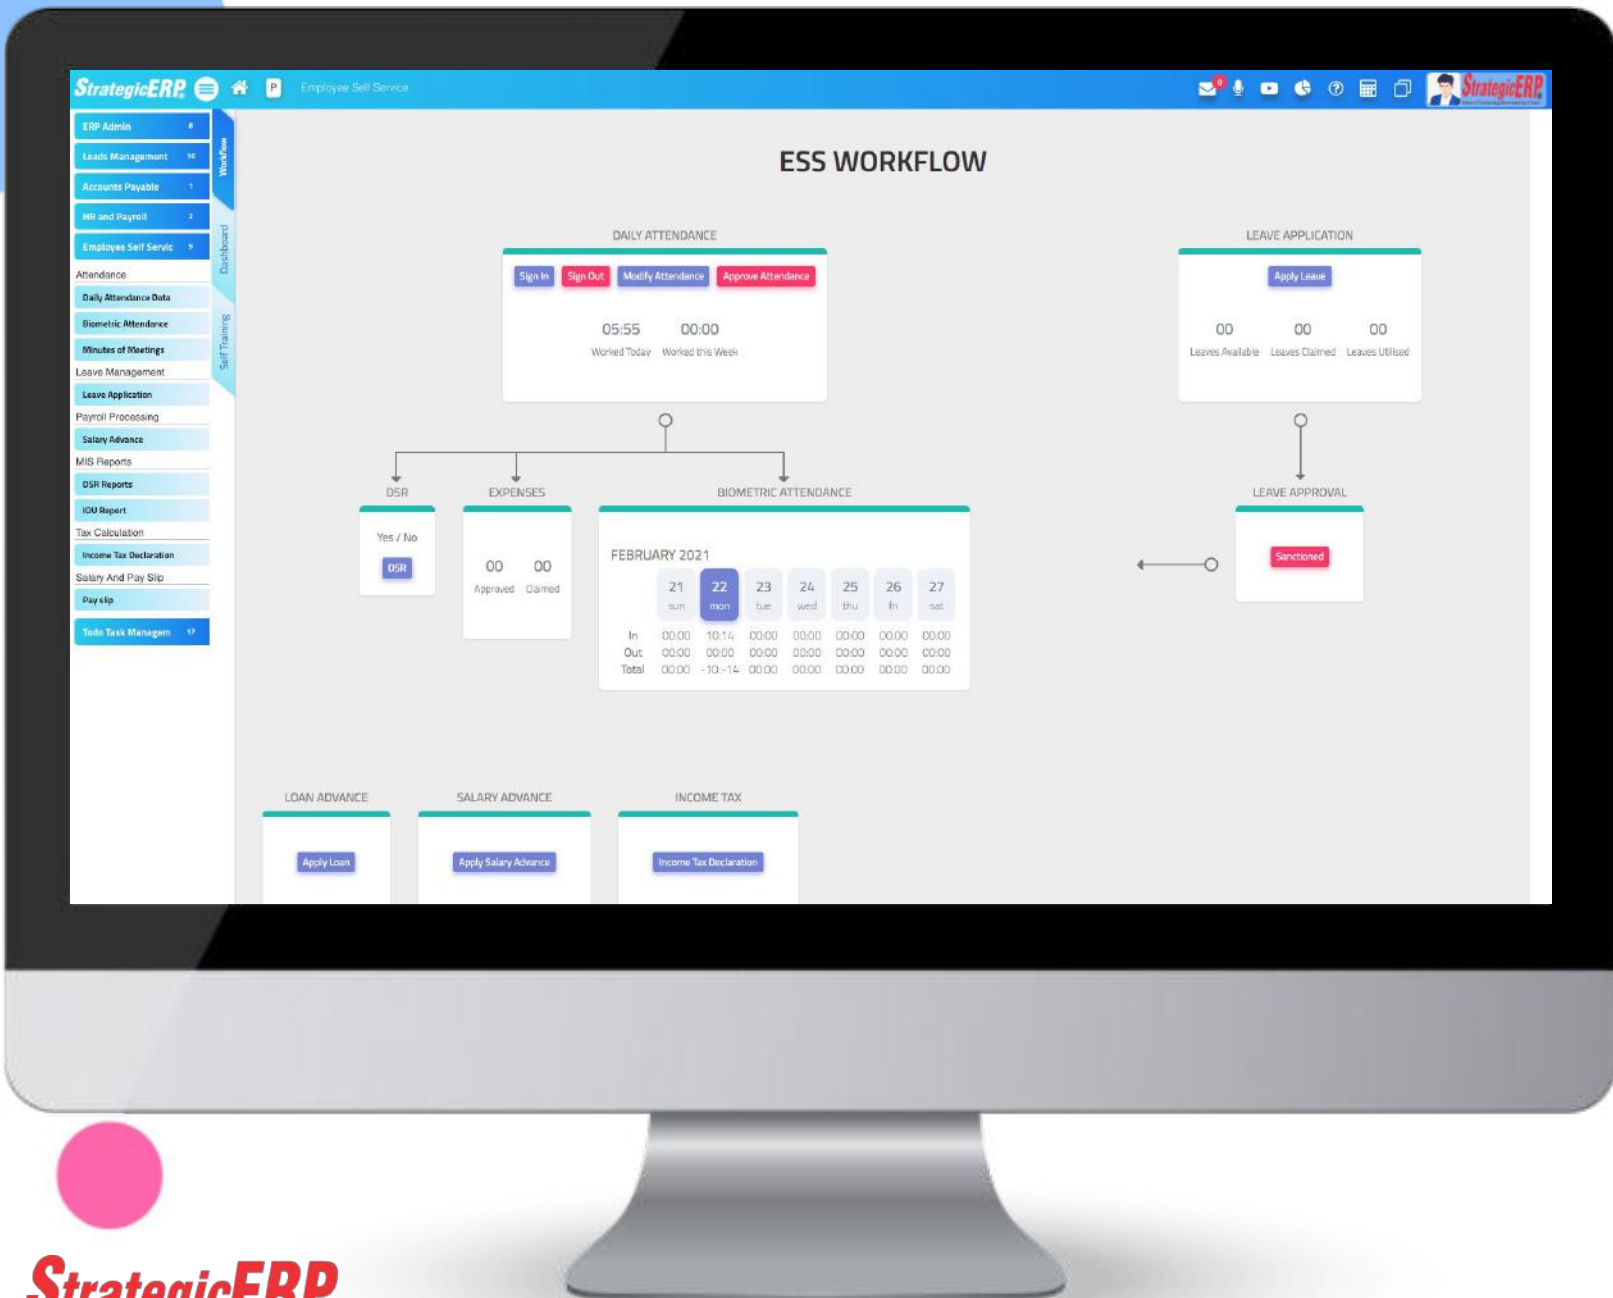 StrategicERP P Employee Self Service 0 StrategicERP
ERP Admin 8
Leads Management 10
Accounts Payable 1
HR and Payroll 2
Employee Self Servic 9
Attendance
Daily Attendance Data
Biometric Attendance
Minutes of Meetings
Leave Management
Leave Application
Payroll Processing
Salary Advance
MIS Reports
DSR Reports
IOU Report
Tax Calculation
Income Tax Declaration
Salary And Pay Slip
Pay slip
Todo Task Managem 17
Workflow
Dashboard
Self Training
ESS WORKFLOW
DAILY ATTENDANCE
Sign In Sign Out Modify Attendance Approve Attendance
05:55 00:00
Worked Today Worked this Week
LEAVE APPLICATION
Apply Leave
00 00 00
Leaves Available Leaves Claimed Leaves Utilised
DSR
Yes / No
DSR
EXPENSES
00 00
Approved Claimed
BIOMETRIC ATTENDANCE
FEBRUARY 2021
21 22 23 24 25 26 27
sun mon tue wed thu fri sat
In 00:00 10:14 00:00 00:00 00:00 00:00 00:00
Out 00:00 00:00 00:00 00:00 00:00 00:00 00:00
Total 00:00 -10:-14 00:00 00:00 00:00 00:00 00:00
LEAVE APPROVAL
Sanctioned
LOAN ADVANCE
Apply Loan
SALARY ADVANCE
Apply Salary Advance
INCOME TAX
Income Tax Declaration
StrategicERP